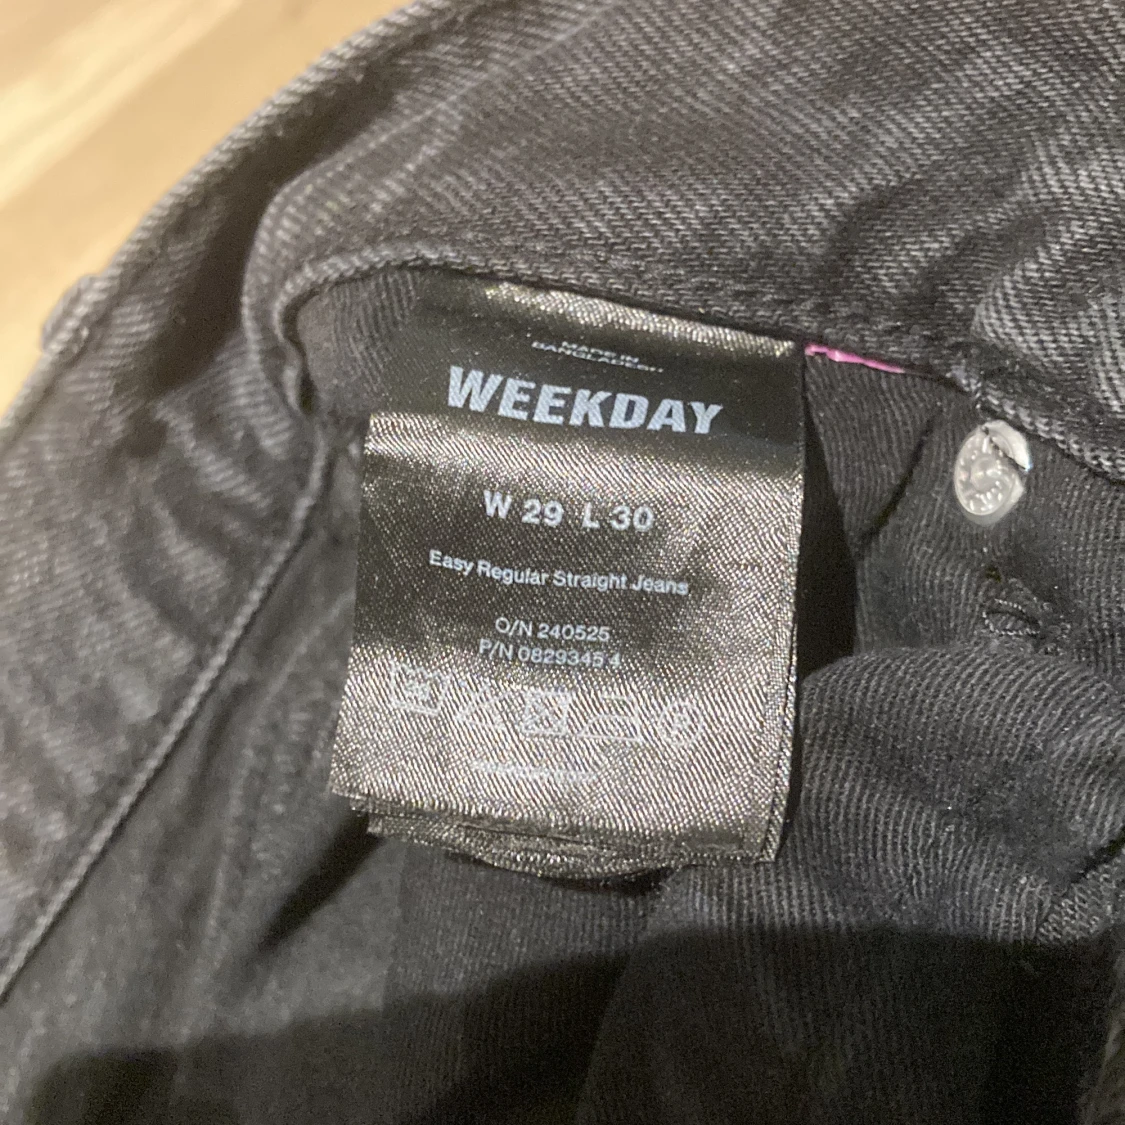 MADE IN
BANGLADESH
WEEKDAY
W 29 L 30
Easy Regular Straight Jeans
O/N 240525
P/N 0829345 4